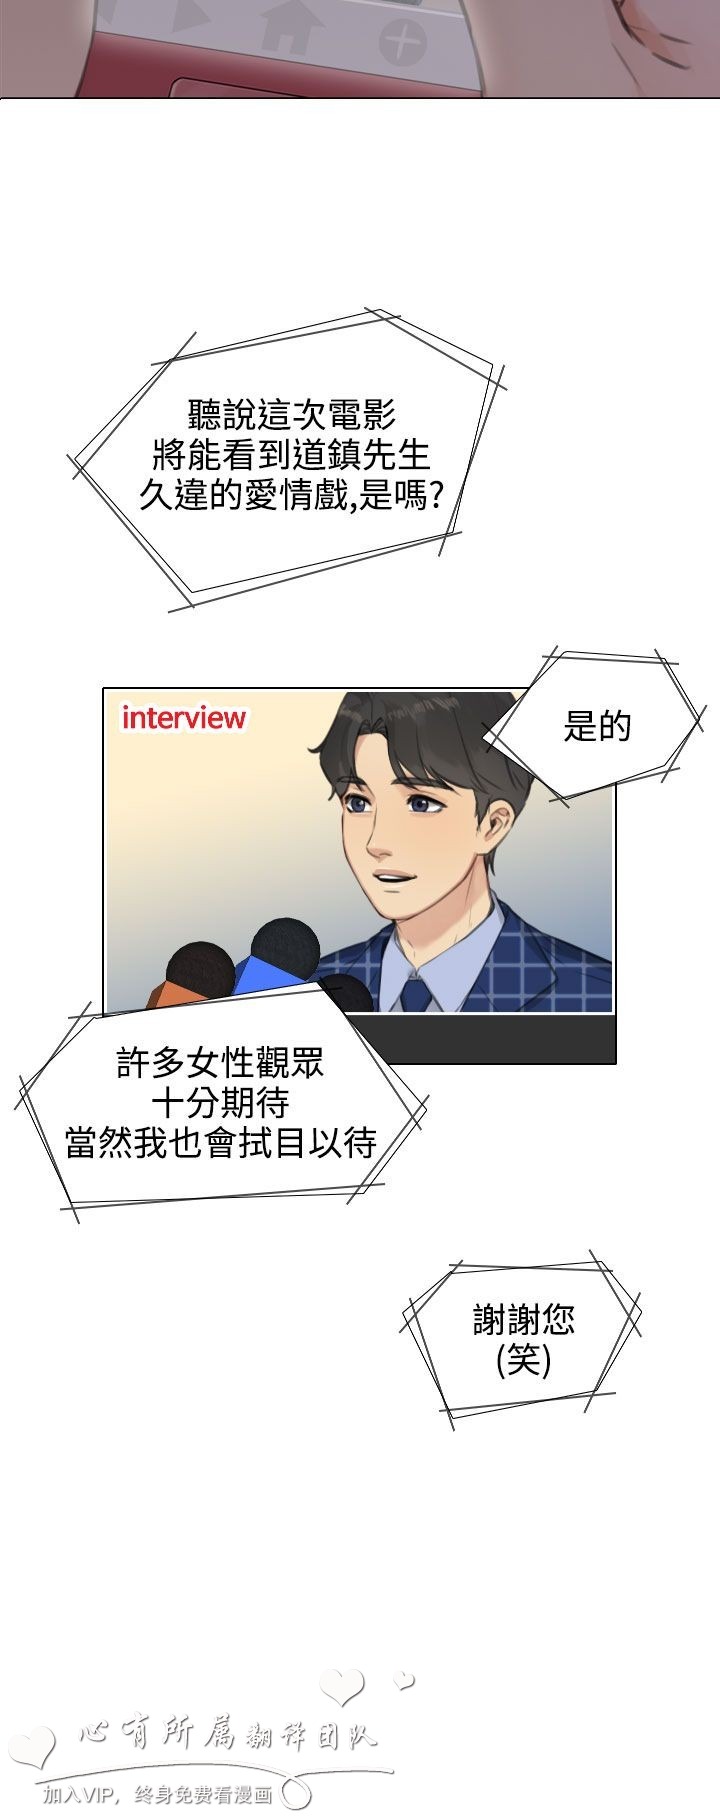 聽說這次電影
將能看到道鎮先生
久違的愛情戲,是嗎?
interview
是的
許多女性觀眾
十分期待
當然我也會拭目以待
謝謝您
(笑)
心有所属翻译团队
加入VIP，终身免费看漫画